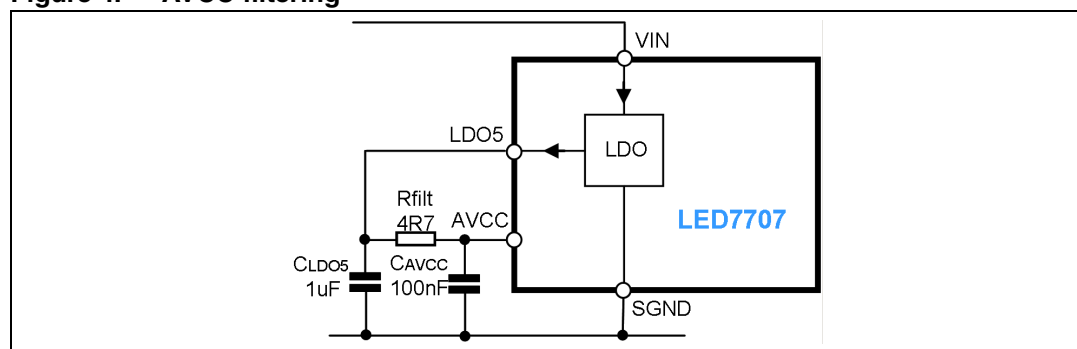 VIN
LDO5
LDO
Rfilt
4R7
AVCC
LED7707
CLDO5
1uF
CAVCC
100nF
SGND